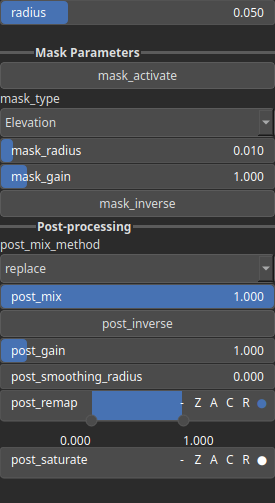 radius 0.050
Mask Parameters
mask_activate
mask_type
Elevation
mask_radius 0.010
mask_gain 1.000
mask_inverse
Post-processing
post_mix_method
replace
post_mix 1.000
post_inverse
post_gain 1.000
post_smoothing_radius 0.000
post_remap - Z A C R
0.000 1.000
post_saturate - Z A C R